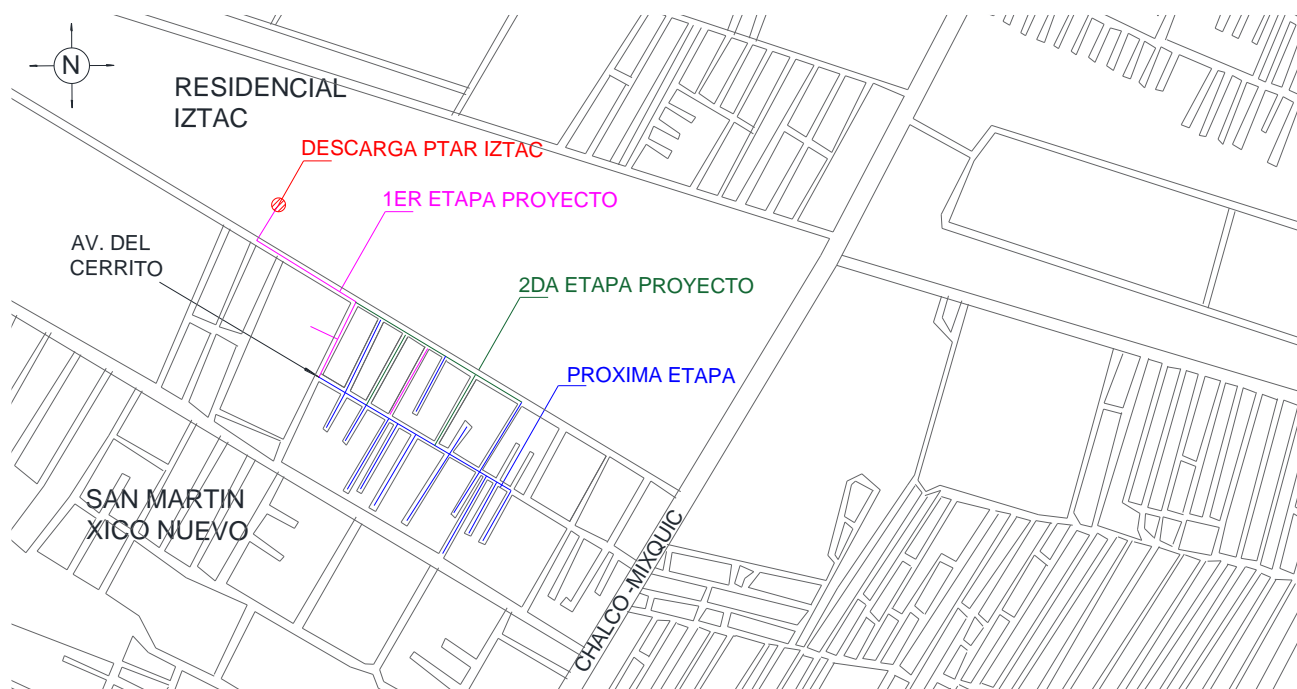 N
RESIDENCIAL
IZTAC
DESCARGA PTAR IZTAC
1ER ETAPA PROYECTO
AV. DEL
CERRITO
2DA ETAPA PROYECTO
PROXIMA ETAPA
SAN MARTIN
XICO NUEVO
CHALCO-MIXQUIC